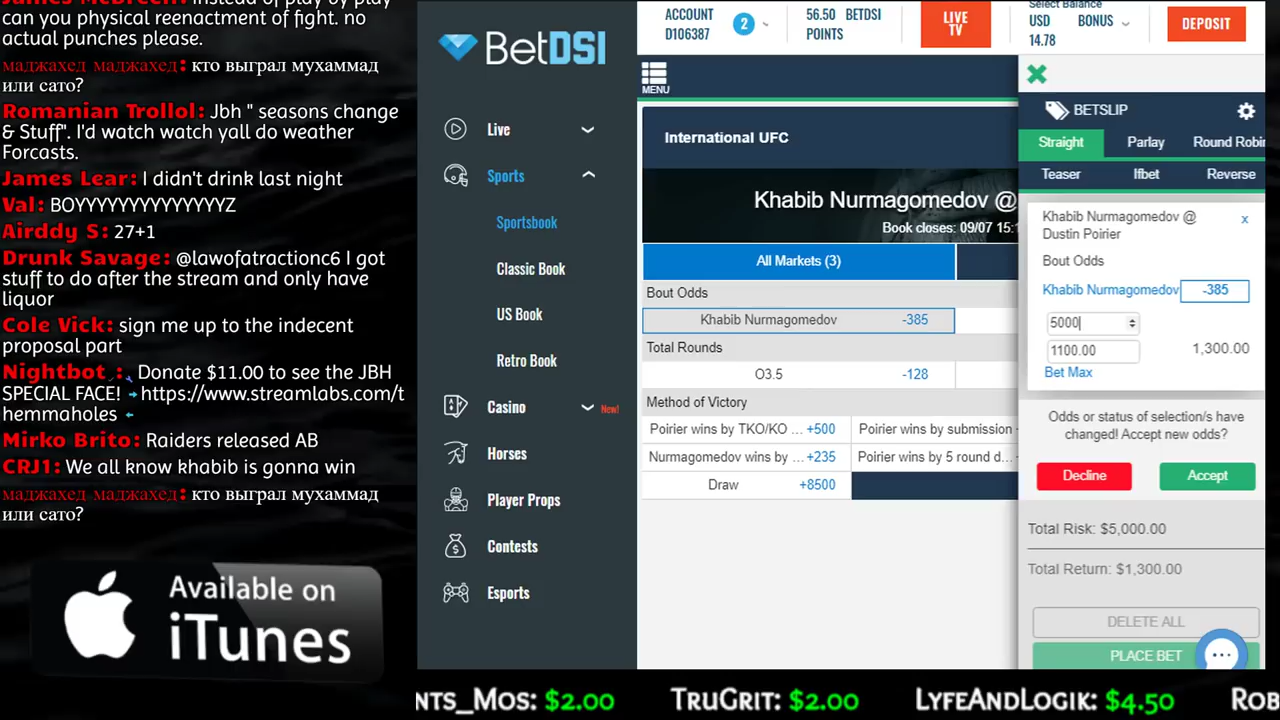 James McBreen: Instead of play by play
can you physical reenactment of fight. no
actual punches please.
маджахед маджахед: кто выграл мухаммад
или сато?
Romanian Trollol: Jbh " seasons change
& Stuff". I'd watch watch yall do weather
Forcasts.
James Lear: I didn't drink last night
Val: BOYYYYYYYYYYYYYZ
Airddy S: 27+1
Drunk Savage: @lawofatractionc6 I got
stuff to do after the stream and only have
liquor
Cole Vick: sign me up to the indecent
proposal part
Nightbot : Donate $11.00 to see the JBH
SPECIAL FACE! https://www.streamlabs.com/t
hemmaholes
Mirko Brito: Raiders released AB
CRJ1: We all know khabib is gonna win
маджахед маджахед: кто выграл мухаммад
или сато?
Available on
iTunes
BetDSI
Live
Sports
Sportsbook
Classic Book
US Book
Retro Book
Casino
New!
Horses
Player Props
Contests
Esports
ACCOUNT
D106387
2
56.50 BETDSI
POINTS
LIVE
TV
Select Balance
USD
14.78
BONUS
DEPOSIT
MENU
International UFC
Khabib Nurmagomedov @
Book closes: 09/07 15:1
All Markets (3)
Bout Odds
Khabib Nurmagomedov -385
Total Rounds
O3.5 -128
Method of Victory
Poirier wins by TKO/KO ... +500 Poirier wins by submission
Nurmagomedov wins by ... +235 Poirier wins by 5 round d...
Draw +8500
BETSLIP
Straight Parlay Round Robin
Teaser Ifbet Reverse
Khabib Nurmagomedov @
Dustin Poirier
x
Bout Odds
Khabib Nurmagomedov -385
5000
1100.00 1,300.00
Bet Max
Odds or status of selection/s have
changed! Accept new odds?
Decline Accept
Total Risk: $5,000.00
Total Return: $1,300.00
DELETE ALL
PLACE BET
NTS_MOS: $2.00 TRUGRIT: $2.00 LYFEANDLOGIK: $4.50 ROB